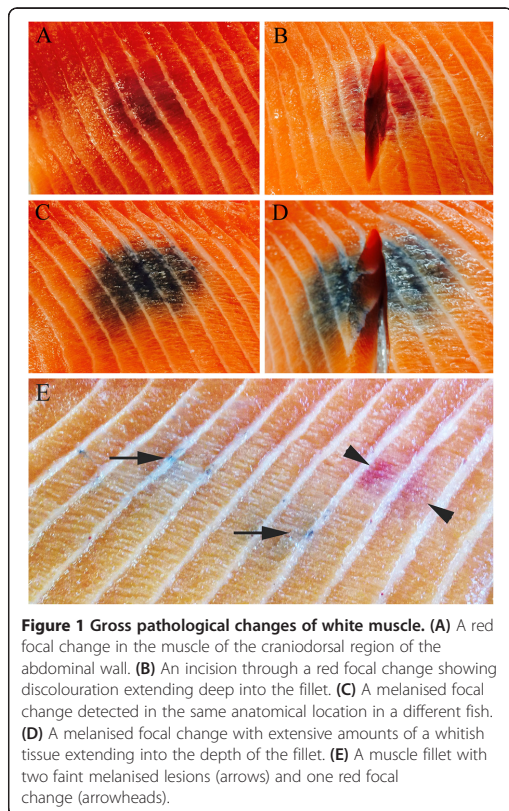 A
B
C
D
E
Figure 1 Gross pathological changes of white muscle. (A) A red
focal change in the muscle of the craniodorsal region of the
abdominal wall. (B) An incision through a red focal change showing
discolouration extending deep into the fillet. (C) A melanised focal
change detected in the same anatomical location in a different fish.
(D) A melanised focal change with extensive amounts of a whitish
tissue extending into the depth of the fillet. (E) A muscle fillet with
two faint melanised lesions (arrows) and one red focal
change (arrowheads).